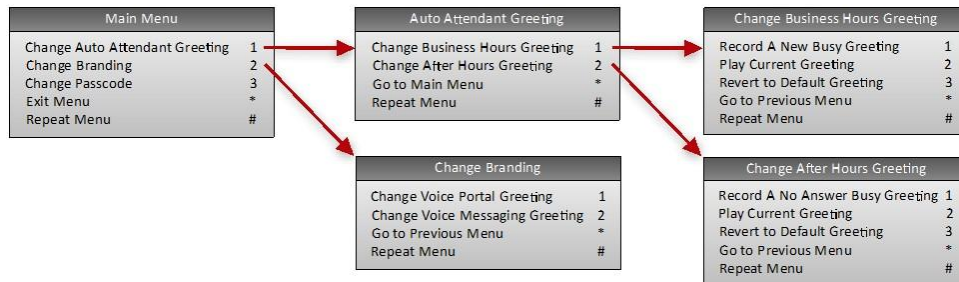 Main Menu
Change Auto Attendant Greeting 1
Change Branding 2
Change Passcode 3
Exit Menu *
Repeat Menu #
Auto Attendant Greeting
Change Business Hours Greeting 1
Change After Hours Greeting 2
Go to Main Menu *
Repeat Menu #
Change Business Hours Greeting
Record A New Busy Greeting 1
Play Current Greeting 2
Revert to Default Greeting 3
Go to Previous Menu *
Repeat Menu #
Change Branding
Change Voice Portal Greeting 1
Change Voice Messaging Greeting 2
Go to Previous Menu *
Repeat Menu #
Change After Hours Greeting
Record A No Answer Busy Greeting 1
Play Current Greeting 2
Revert to Default Greeting 3
Go to Previous Menu *
Repeat Menu #